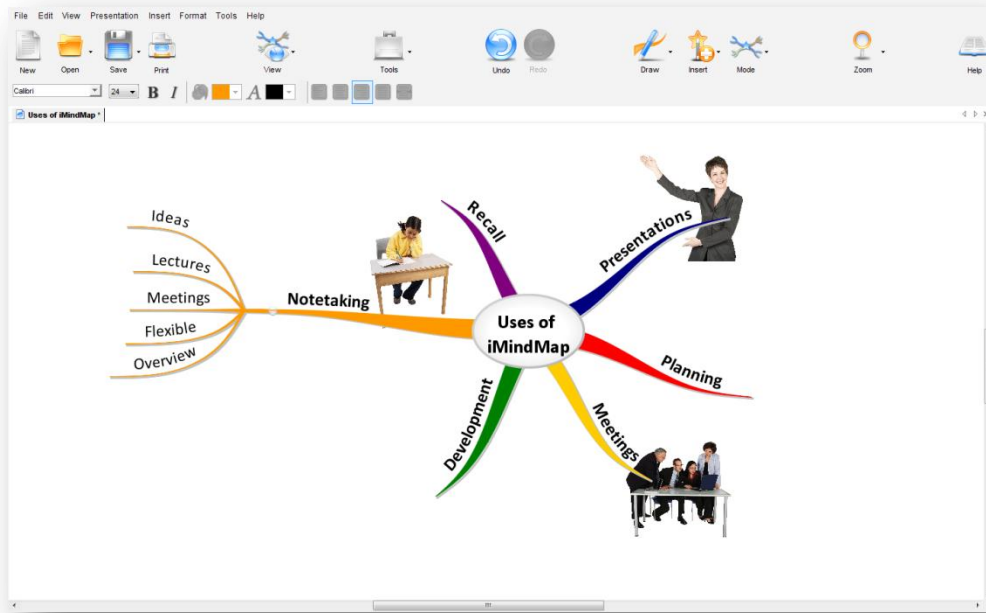 File Edit View Presentation Insert Format Tools Help
New Open Save Print View Tools Undo Redo Draw Insert Mode Zoom Help
Calibri 24 B I A
Uses of iMindMap *
Recall
Presentations
Ideas
Lectures
Meetings
Flexible
Overview
Notetaking
Uses of
iMindMap
Planning
Development
Meetings